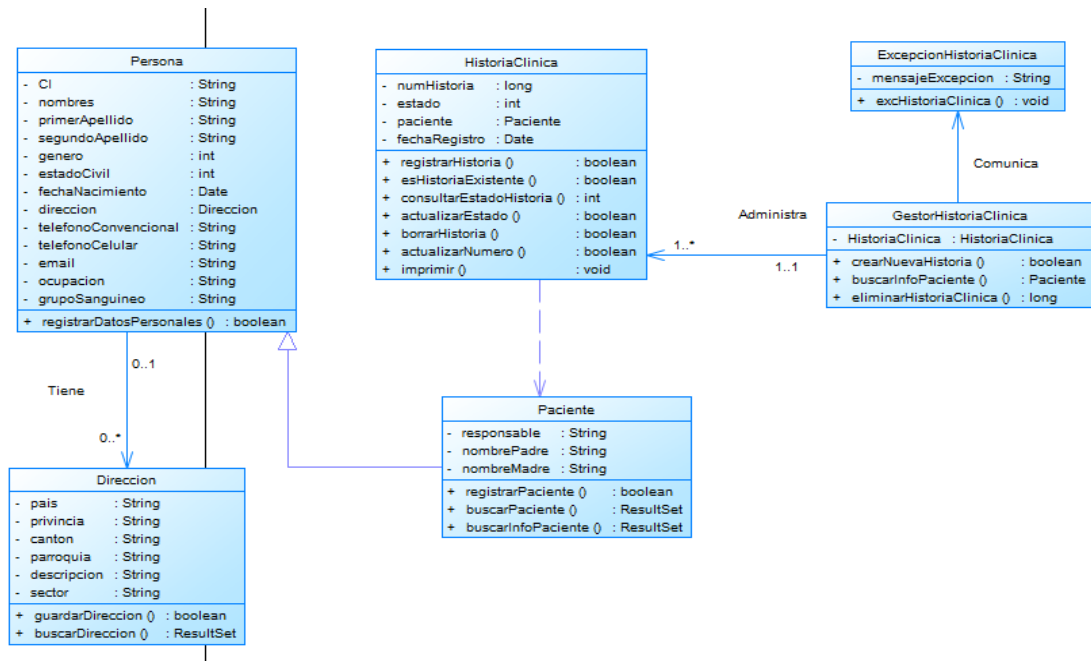 Persona
- CI : String
- nombres : String
- primerApellido : String
- segundoApellido : String
- genero : int
- estadoCivil : int
- fechaNacimiento : Date
- direccion : Direccion
- telefonoConvencional : String
- telefonoCelular : String
- email : String
- ocupacion : String
- grupoSanguineo : String
+ registrarDatosPersonales () : boolean
0..1
Tiene
0..*
Direccion
- pais : String
- privincia : String
- canton : String
- parroquia : String
- descripcion : String
- sector : String
+ guardarDireccion () : boolean
+ buscarDireccion () : ResultSet
HistoriaClinica
- numHistoria : long
- estado : int
- paciente : Paciente
- fechaRegistro : Date
+ registrarHistoria () : boolean
+ esHistoriaExistente () : boolean
+ consultarEstadoHistoria () : int
+ actualizarEstado () : boolean
+ borrarHistoria () : boolean
+ actualizarNumero () : boolean
+ imprimir () : void
Paciente
- responsable : String
- nombrePadre : String
- nombreMadre : String
+ registrarPaciente () : boolean
+ buscarPaciente () : ResultSet
+ buscarInfoPaciente () : ResultSet
ExcepcionHistoriaClinica
- mensajeExcepcion : String
+ excHistoriaClinica () : void
Comunica
Administra
1..*
1..1
GestorHistoriaClinica
- HistoriaClinica : HistoriaClinica
+ crearNuevaHistoria () : boolean
+ buscarInfoPaciente () : Paciente
+ eliminarHistoriaClinica () : long